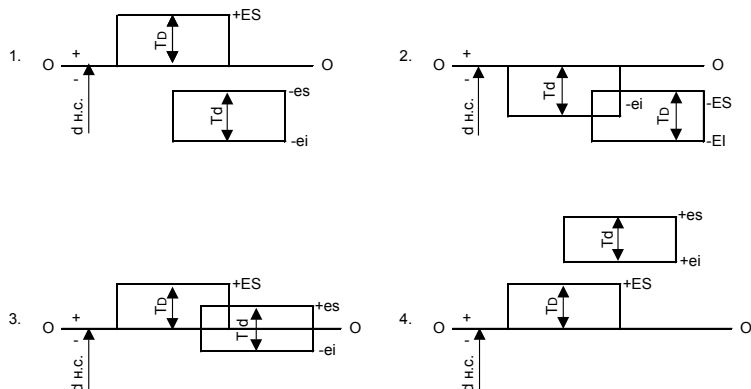 1.
+ES
TD
O
+
-
O
d н.с.
-es
Td
-ei
2.
O
+
-
O
d н.с.
Td
-ei
TD
-ES
-EI
3.
+ES
TD
O
+
-
O
d н.с.
+es
Td
-ei
4.
+es
Td
+ei
+ES
TD
O
+
-
O
d н.с.